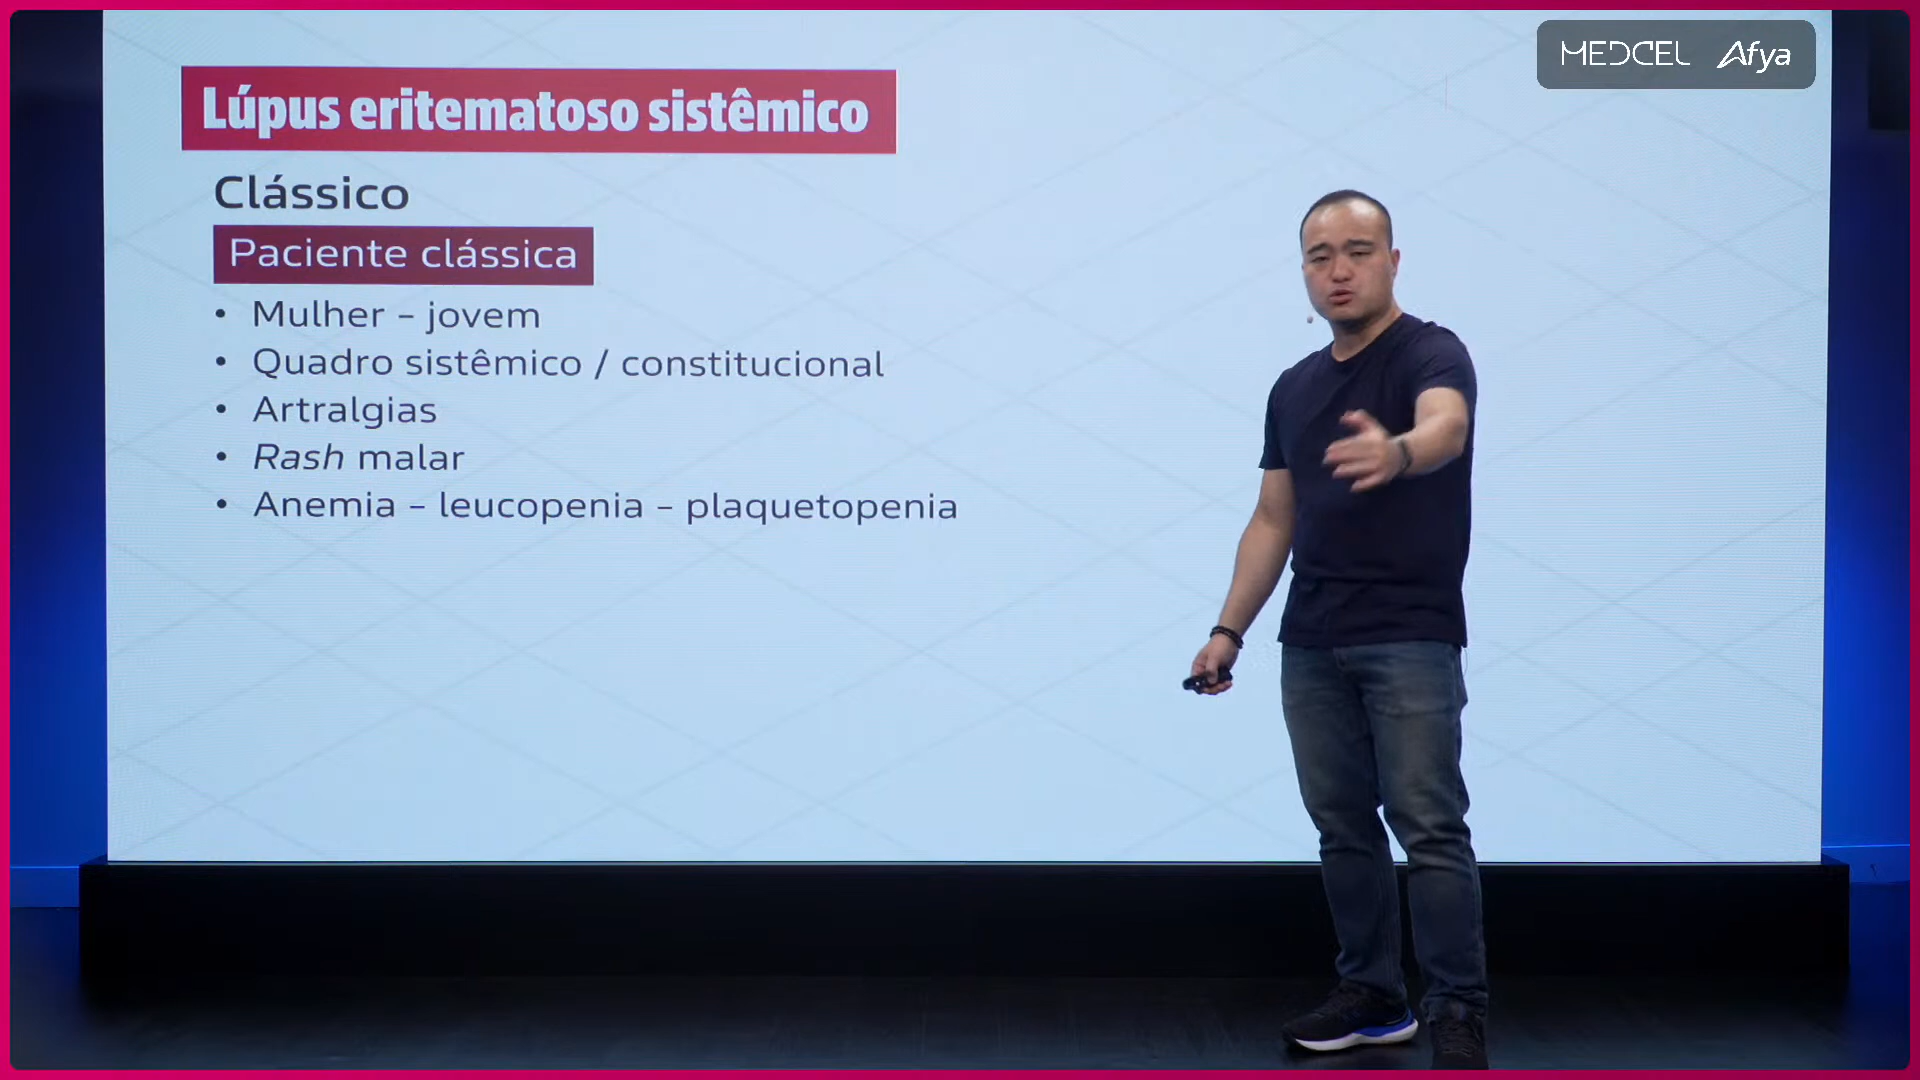 MEDCEL Afya
Lúpus eritematoso sistêmico
Clássico
Paciente clássica
• Mulher – jovem
• Quadro sistêmico / constitucional
• Artralgias
• Rash malar
• Anemia – leucopenia – plaquetopenia